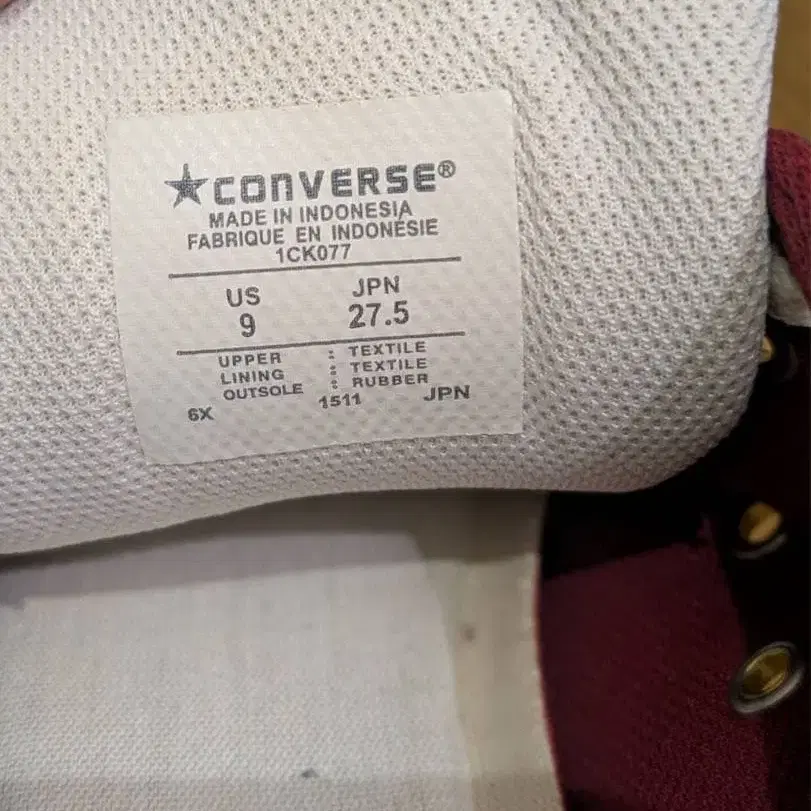 ★CONVERSE®
MADE IN INDONESIA
FABRIQUE EN INDONÉSIE
1CK077
US JPN
9 27.5
UPPER : TEXTILE
LINING : TEXTILE
OUTSOLE : RUBBER
6X 1511 JPN